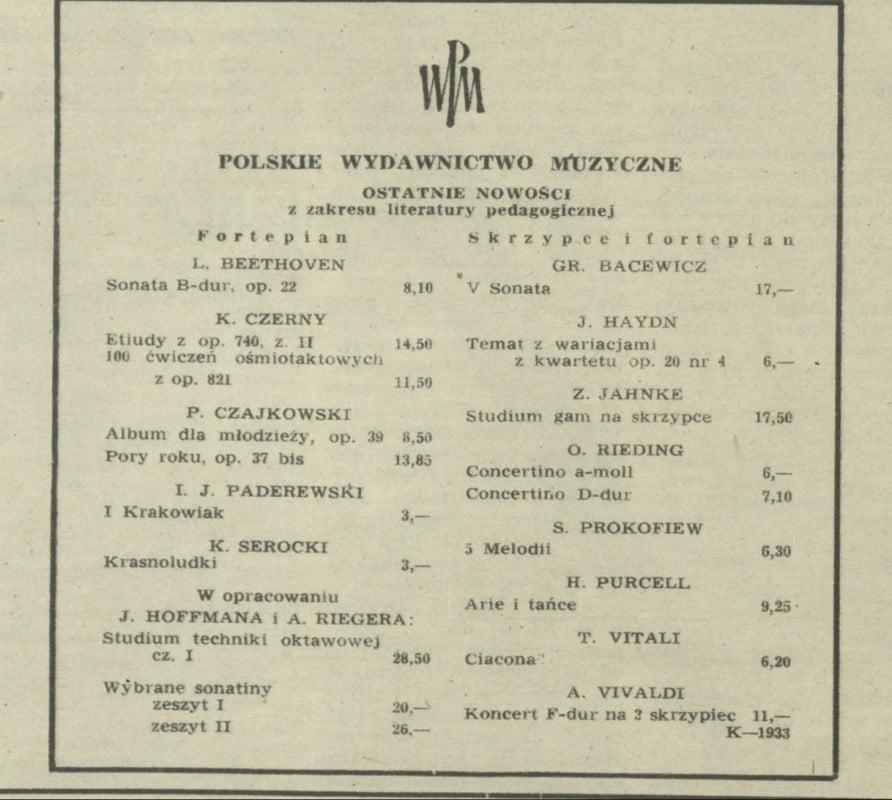 PWM
POLSKIE WYDAWNICTWO MUZYCZNE
OSTATNIE NOWOŚCI
z zakresu literatury pedagogicznej
Fortepian
L. BEETHOVEN
Sonata B-dur, op. 22 8,10
K. CZERNY
Etiudy z op. 740, z. II 14,50
100 ćwiczeń ośmiotaktowych
z op. 821 11,50
P. CZAJKOWSKI
Album dla młodzieży, op. 39 8,50
Pory roku, op. 37 bis 13,85
I. J. PADEREWSKI
I Krakowiak 3,—
K. SEROCKI
Krasnoludki 3,—
W opracowaniu
J. HOFFMANA i A. RIEGERA:
Studium techniki oktawowej
cz. I 28,50
Wybrane sonatiny
zeszyt I 20,—
zeszyt II 26,—
Skrzypce i fortepian
GR. BACEWICZ
V Sonata 17,—
J. HAYDN
Temat z wariacjami
z kwartetu op. 20 nr 4 6,—
Z. JAHNKE
Studium gam na skrzypce 17,50
O. RIEDING
Concertino a-moll 6,—
Concertino D-dur 7,10
S. PROKOFIEW
5 Melodii 6,30
H. PURCELL
Arie i tańce 9,25
T. VITALI
Ciacona 6,20
A. VIVALDI
Koncert F-dur na 3 skrzypiec 11,—
K—1933